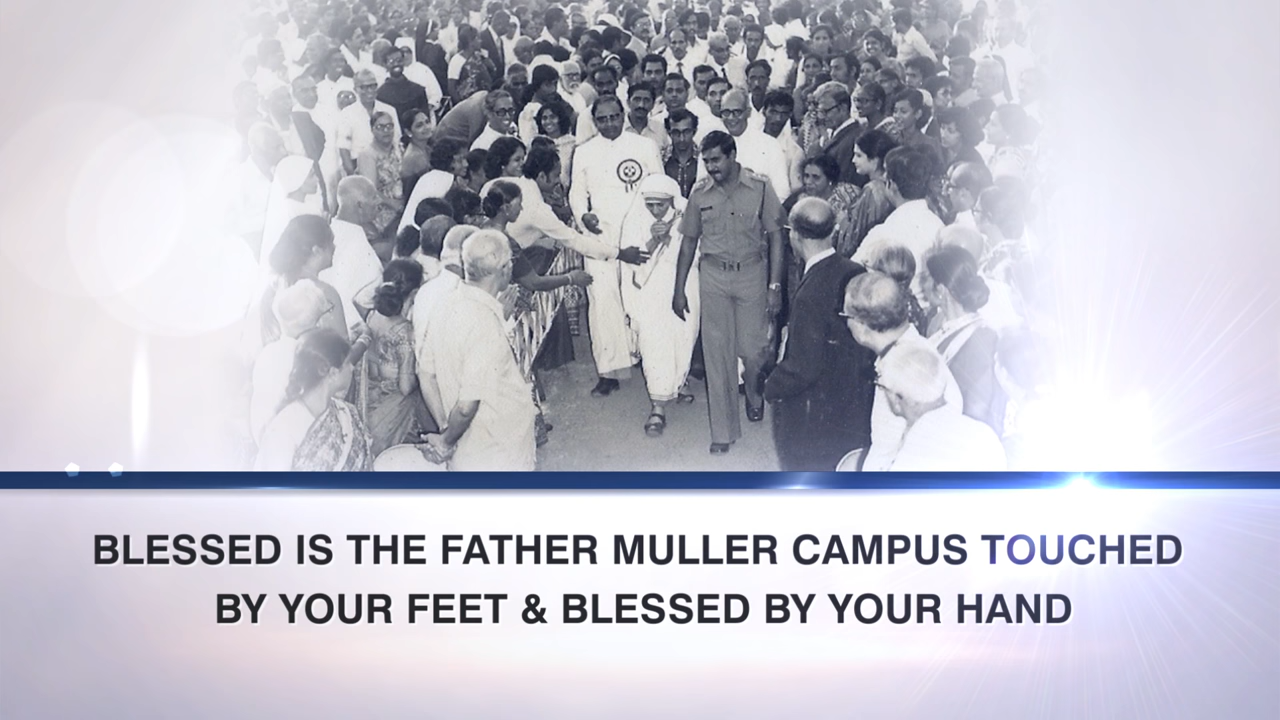 BLESSED IS THE FATHER MULLER CAMPUS TOUCHED
BY YOUR FEET & BLESSED BY YOUR HAND